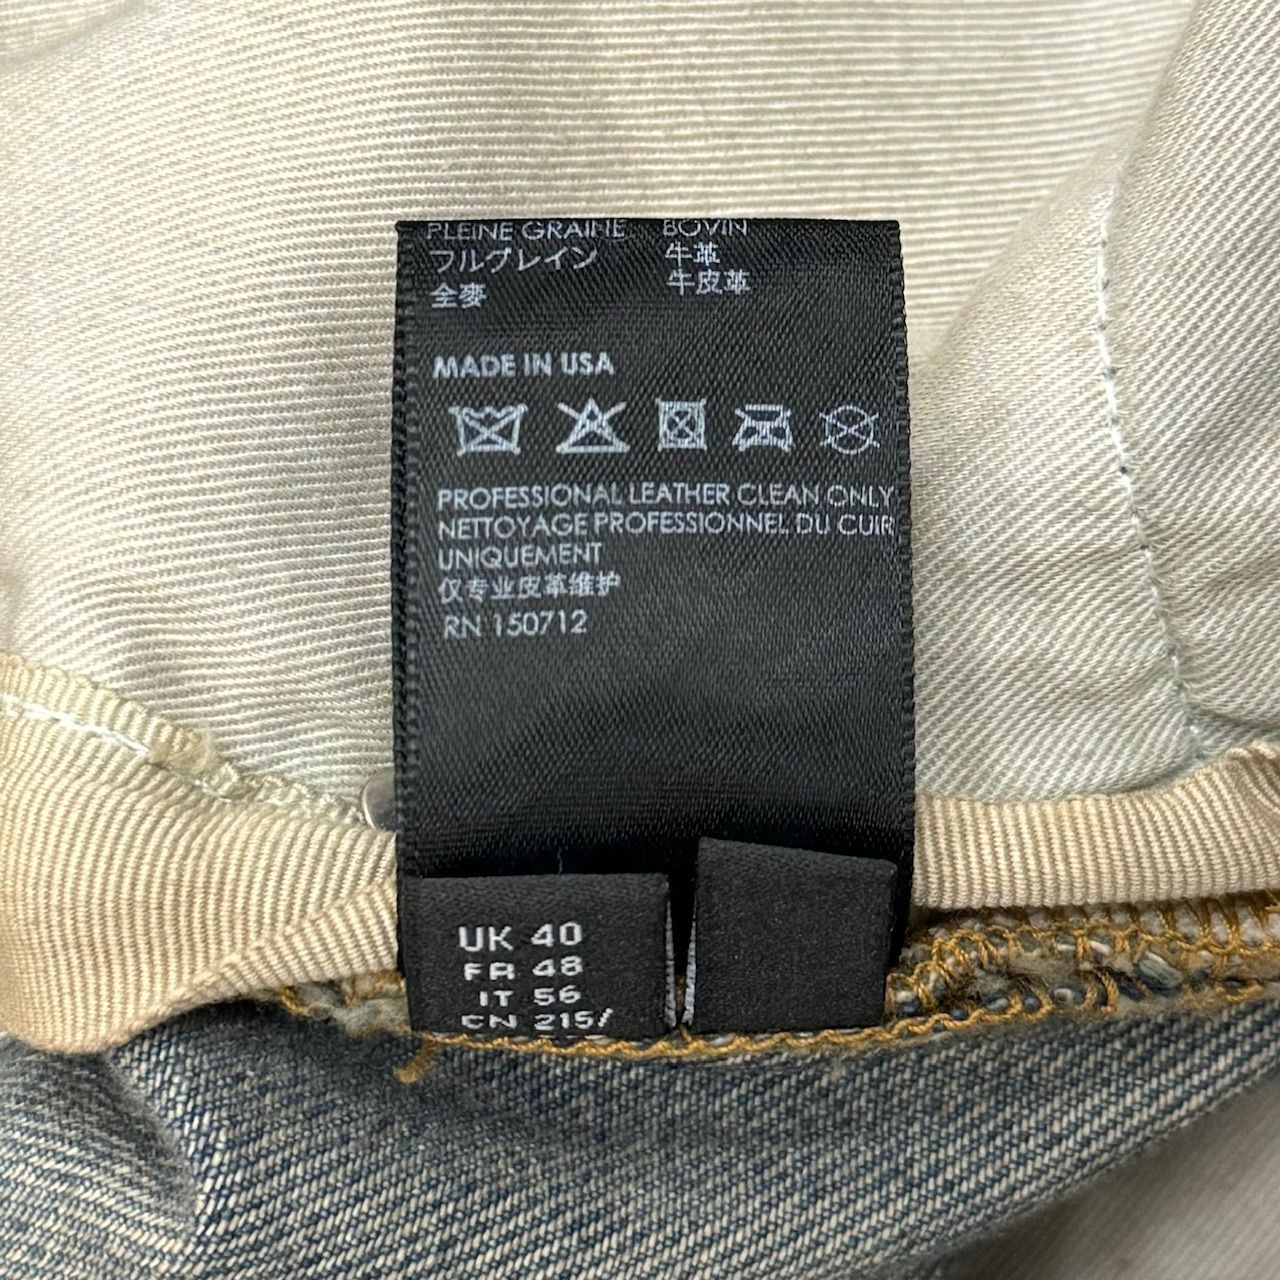 PLEINE GRAINE BOVIN
フルグレイン 牛革
全麥 牛皮革
MADE IN USA
PROFESSIONAL LEATHER CLEAN ONLY
NETTOYAGE PROFESSIONNEL DU CUIR
UNIQUEMENT
仅专业皮革维护
RN 150712
UK 40
FR 48
IT 56
CN 215/